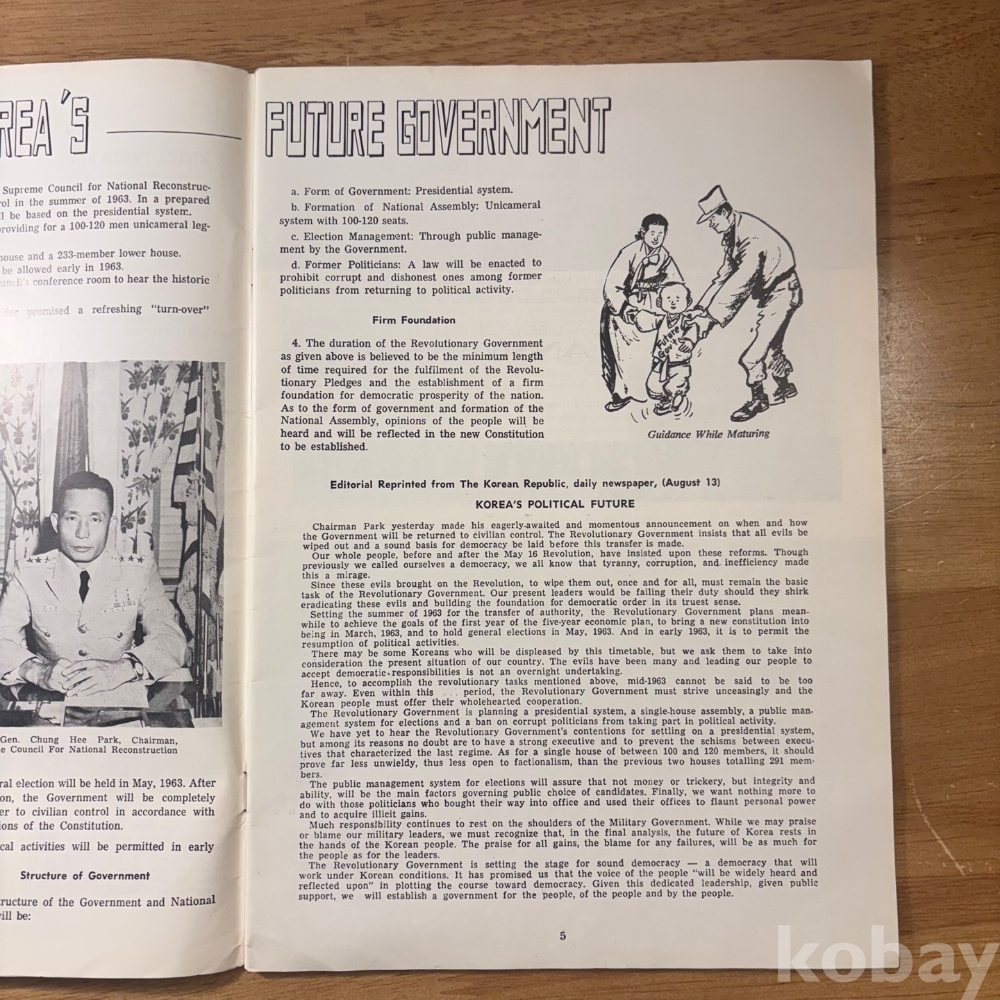 REA'S
Supreme Council for National Reconstruc-
rol in the summer of 1963. In a prepared
l be based on the presidential system.
providing for a 100-120 men unicameral leg-
house and a 233-member lower house.
be allowed early in 1963.
uncil's conference room to hear the historic
promised a refreshing "turn-over"
Gen. Chung Hee Park, Chairman,
e Council For National Reconstruction
ral election will be held in May, 1963. After
on, the Government will be completely
er to civilian control in accordance with
ions of the Constitution.
cal activities will be permitted in early
Structure of Government
ructure of the Government and National
ill be:
FUTURE GOVERNMENT
a. Form of Government: Presidential system.
b. Formation of National Assembly: Unicameral
system with 100-120 seats.
c. Election Management: Through public manage-
ment by the Government.
d. Former Politicians: A law will be enacted to
prohibit corrupt and dishonest ones among former
politicians from returning to political activity.
Firm Foundation
4. The duration of the Revolutionary Government
as given above is believed to be the minimum length
of time required for the fulfilment of the Revolu-
tionary Pledges and the establishment of a firm
foundation for democratic prosperity of the nation.
As to the form of government and formation of the
National Assembly, opinions of the people will be
heard and will be reflected in the new Constitution
to be established.
Future
Gov't
Guidance While Maturing
Editorial Reprinted from The Korean Republic, daily newspaper, (August 13)
KOREA'S POLITICAL FUTURE
Chairman Park yesterday made his eagerly-awaited and momentous announcement on when and how
the Government will be returned to civilian control. The Revolutionary Government insists that all evils be
wiped out and a sound basis for democracy be laid before this transfer is made.
Our whole people, before and after the May 16 Revolution, have insisted upon these reforms. Though
previously we called ourselves a democracy, we all know that tyranny, corruption, and inefficiency made
this a mirage.
Since these evils brought on the Revolution, to wipe them out, once and for all, must remain the basic
task of the Revolutionary Government. Our present leaders would be failing their duty should they shirk
eradicating these evils and building the foundation for democratic order in its truest sense.
Setting the summer of 1963 for the transfer of authority, the Revolutionary Government plans mean-
while to achieve the goals of the first year of the five-year economic plan, to bring a new constitution into
being in March, 1963, and to hold general elections in May, 1963. And in early 1963, it is to permit the
resumption of political activities.
There may be some Koreans who will be displeased by this timetable, but we ask them to take into
consideration the present situation of our country. The evils have been many and leading our people to
accept democratic responsibilities is not an overnight undertaking.
Hence, to accomplish the revolutionary tasks mentioned above, mid-1963 cannot be said to be too
far away. Even within this ... period, the Revolutionary Government must strive unceasingly and the
Korean people must offer their wholehearted cooperation.
The Revolutionary Government is planning a presidential system, a single-house assembly, a public man-
agement system for elections and a ban on corrupt politicians from taking part in political activity.
We have yet to hear the Revolutionary Government's contentions for settling on a presidential system,
but among its reasons no doubt are to have a strong executive and to prevent the schisms between execu-
tives that characterized the last regime. As for a single house of between 100 and 120 members, it should
prove far less unwieldy, thus less open to factionalism, than the previous two houses totalling 291 mem-
bers.
The public management system for elections will assure that not money or trickery, but integrity and
ability, will be the main factors governing public choice of candidates. Finally, we want nothing more to
do with those politicians who bought their way into office and used their offices to flaunt personal power
and to acquire illicit gains.
Much responsibility continues to rest on the shoulders of the Military Government. While we may praise
or blame our military leaders, we must recognize that, in the final analysis, the future of Korea rests in
the hands of the Korean people. The praise for all gains, the blame for any failures, will be as much for
the people as for the leaders.
The Revolutionary Government is setting the stage for sound democracy — a democracy that will
work under Korean conditions. It has promised us that the voice of the people "will be widely heard and
reflected upon" in plotting the course toward democracy. Given this dedicated leadership, given public
support, we will establish a government for the people, of the people and by the people.
5
kobay